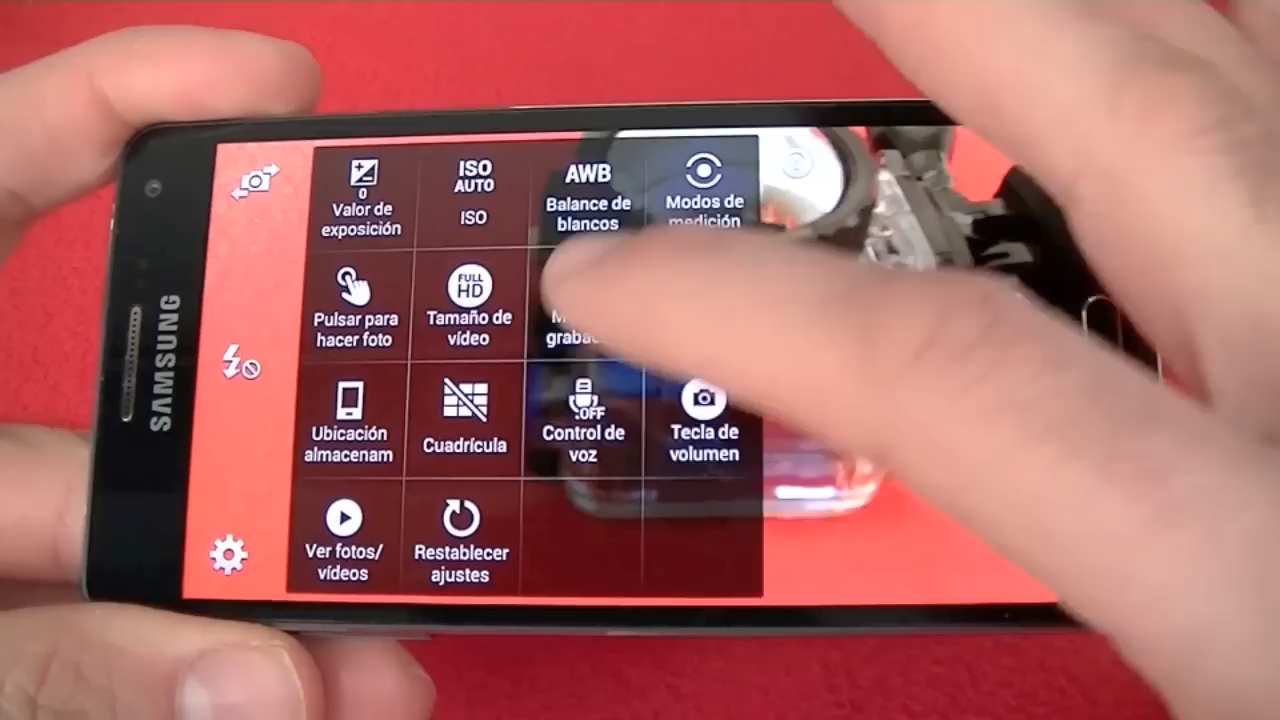 SAMSUNG
0
Valor de
exposición
ISO
AUTO
ISO
AWB
Balance de
blancos
Modos de
medición
Pulsar para
hacer foto
FULL
HD
Tamaño de
vídeo
Ubicación
almacenam
Cuadrícula
OFF
Control de
voz
Tecla de
volumen
Ver fotos/
vídeos
Restablecer
ajustes